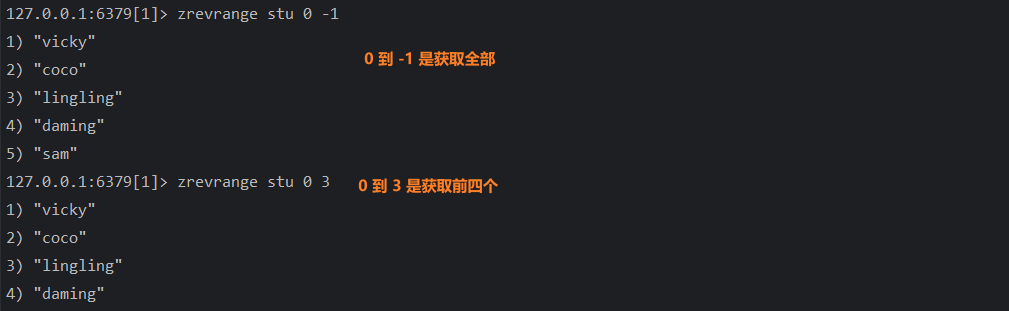 127.0.0.1:6379[1]> zrevrange stu 0 -1
1) "vicky"
0 到 -1 是获取全部
2) "coco"
3) "lingling"
4) "daming"
5) "sam"
127.0.0.1:6379[1]> zrevrange stu 0 3
0 到 3 是获取前四个
1) "vicky"
2) "coco"
3) "lingling"
4) "daming"